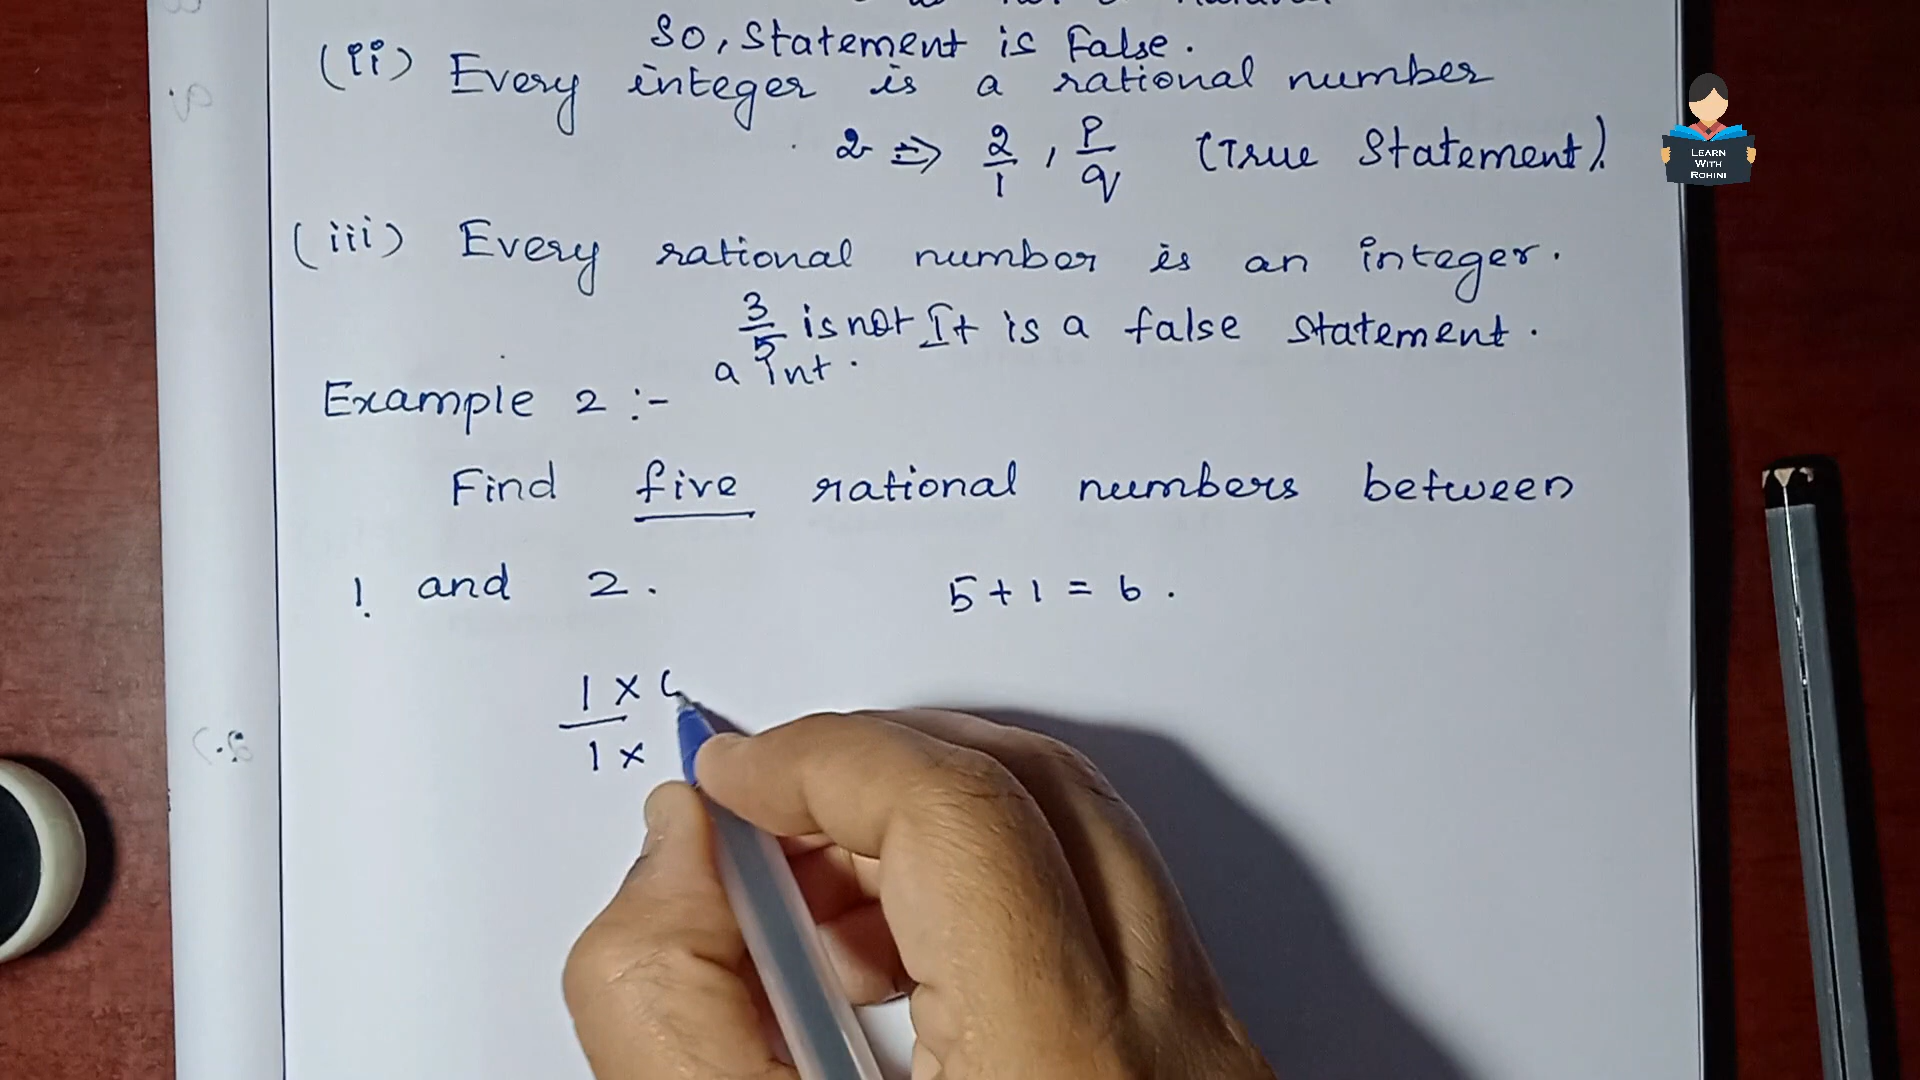 So, Statement is False.
(ii) Every integer is a rational number
2 => 2/1 , p/q (True Statement).
(iii) Every rational number is an integer.
3/5 is not It is a false statement.
a int.
Example 2 :-
Find five rational numbers between
1 and 2. 5 + 1 = 6.
1 ×
1 ×
LEARN
WITH
ROHINI